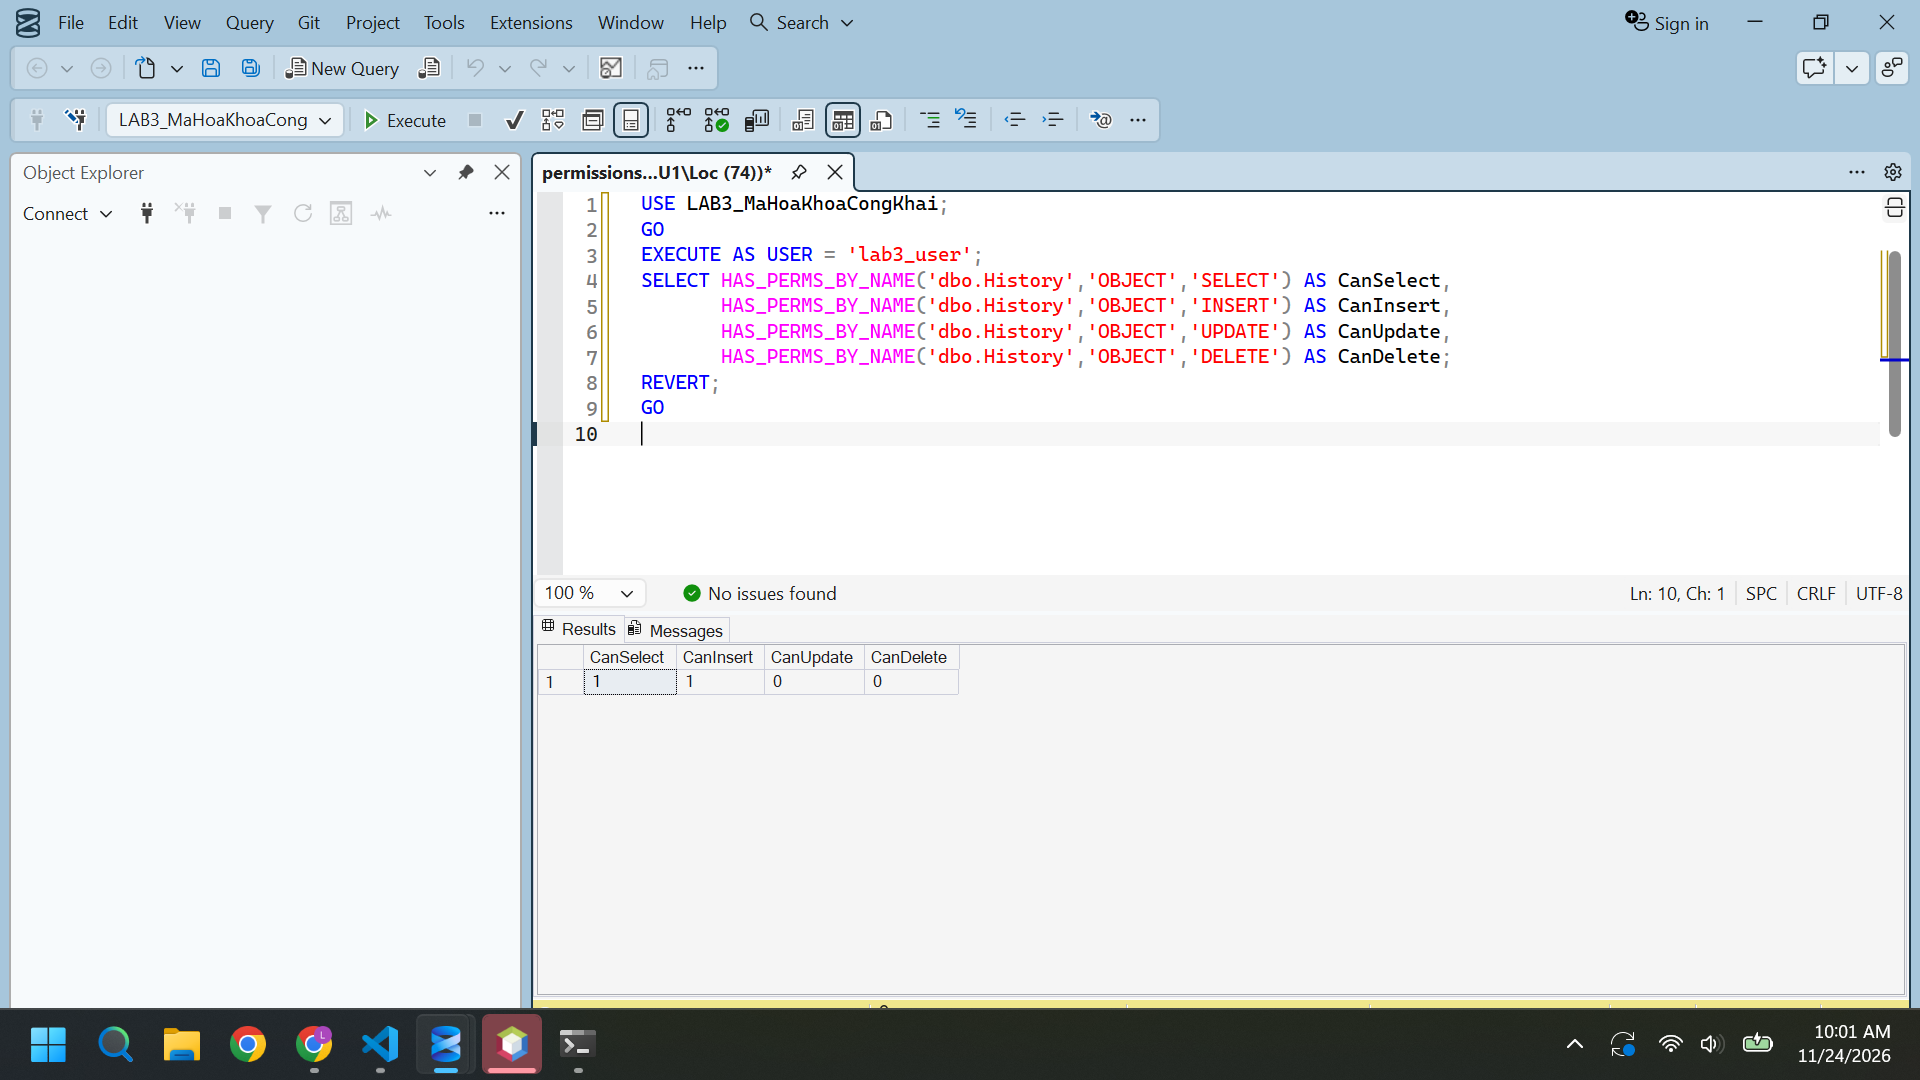 File Edit View Query Git Project Tools Extensions Window Help Search Sign in
New Query
LAB3_MaHoaKhoaCong Execute
Object Explorer
Connect
permissions...U1\Loc (74))*
1 USE LAB3_MaHoaKhoaCongKhai;
2 GO
3 EXECUTE AS USER = 'lab3_user';
4 SELECT HAS_PERMS_BY_NAME('dbo.History','OBJECT','SELECT') AS CanSelect,
5 HAS_PERMS_BY_NAME('dbo.History','OBJECT','INSERT') AS CanInsert,
6 HAS_PERMS_BY_NAME('dbo.History','OBJECT','UPDATE') AS CanUpdate,
7 HAS_PERMS_BY_NAME('dbo.History','OBJECT','DELETE') AS CanDelete;
8 REVERT;
9 GO
10
100 % No issues found Ln: 10, Ch: 1 SPC CRLF UTF-8
Results Messages
CanSelect CanInsert CanUpdate CanDelete
1 1 1 0 0
10:01 AM
11/24/2026